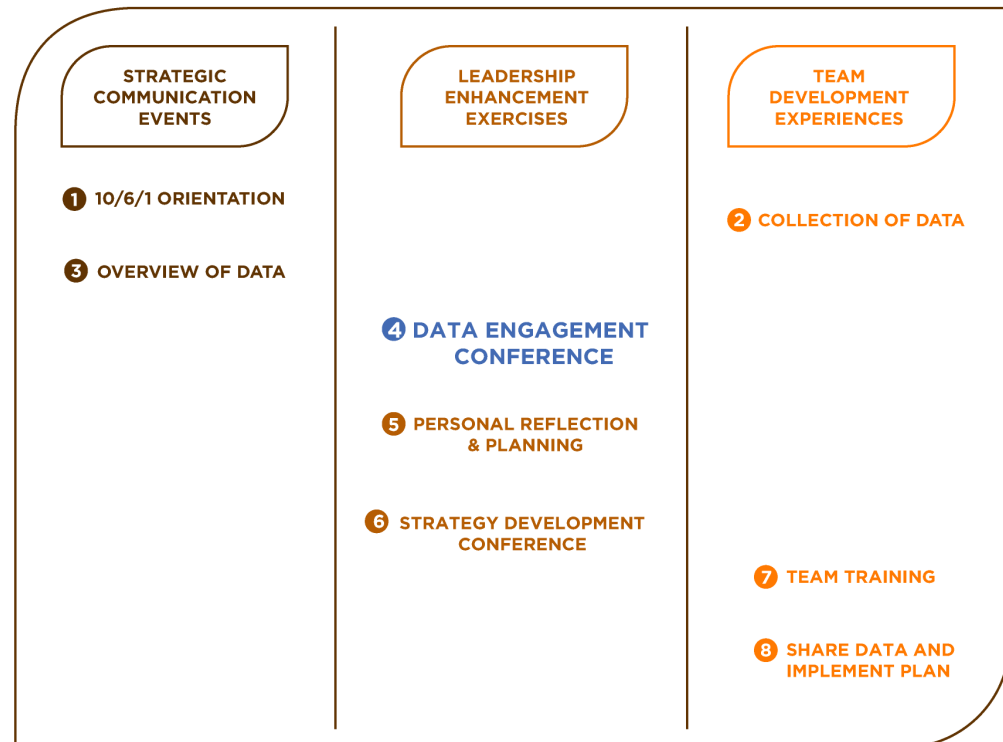 STRATEGIC
COMMUNICATION
EVENTS
LEADERSHIP
ENHANCEMENT
EXERCISES
TEAM
DEVELOPMENT
EXPERIENCES
1 10/6/1 ORIENTATION
2 COLLECTION OF DATA
3 OVERVIEW OF DATA
4 DATA ENGAGEMENT
CONFERENCE
5 PERSONAL REFLECTION
& PLANNING
6 STRATEGY DEVELOPMENT
CONFERENCE
7 TEAM TRAINING
8 SHARE DATA AND
IMPLEMENT PLAN